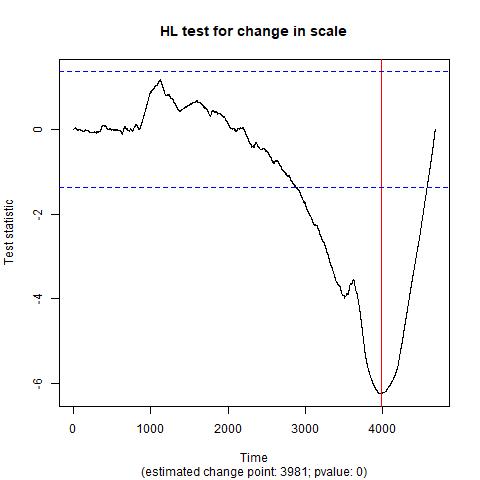 HL test for change in scale
Test statistic
0
-2
-4
-6
0 1000 2000 3000 4000
Time
(estimated change point: 3981; pvalue: 0)